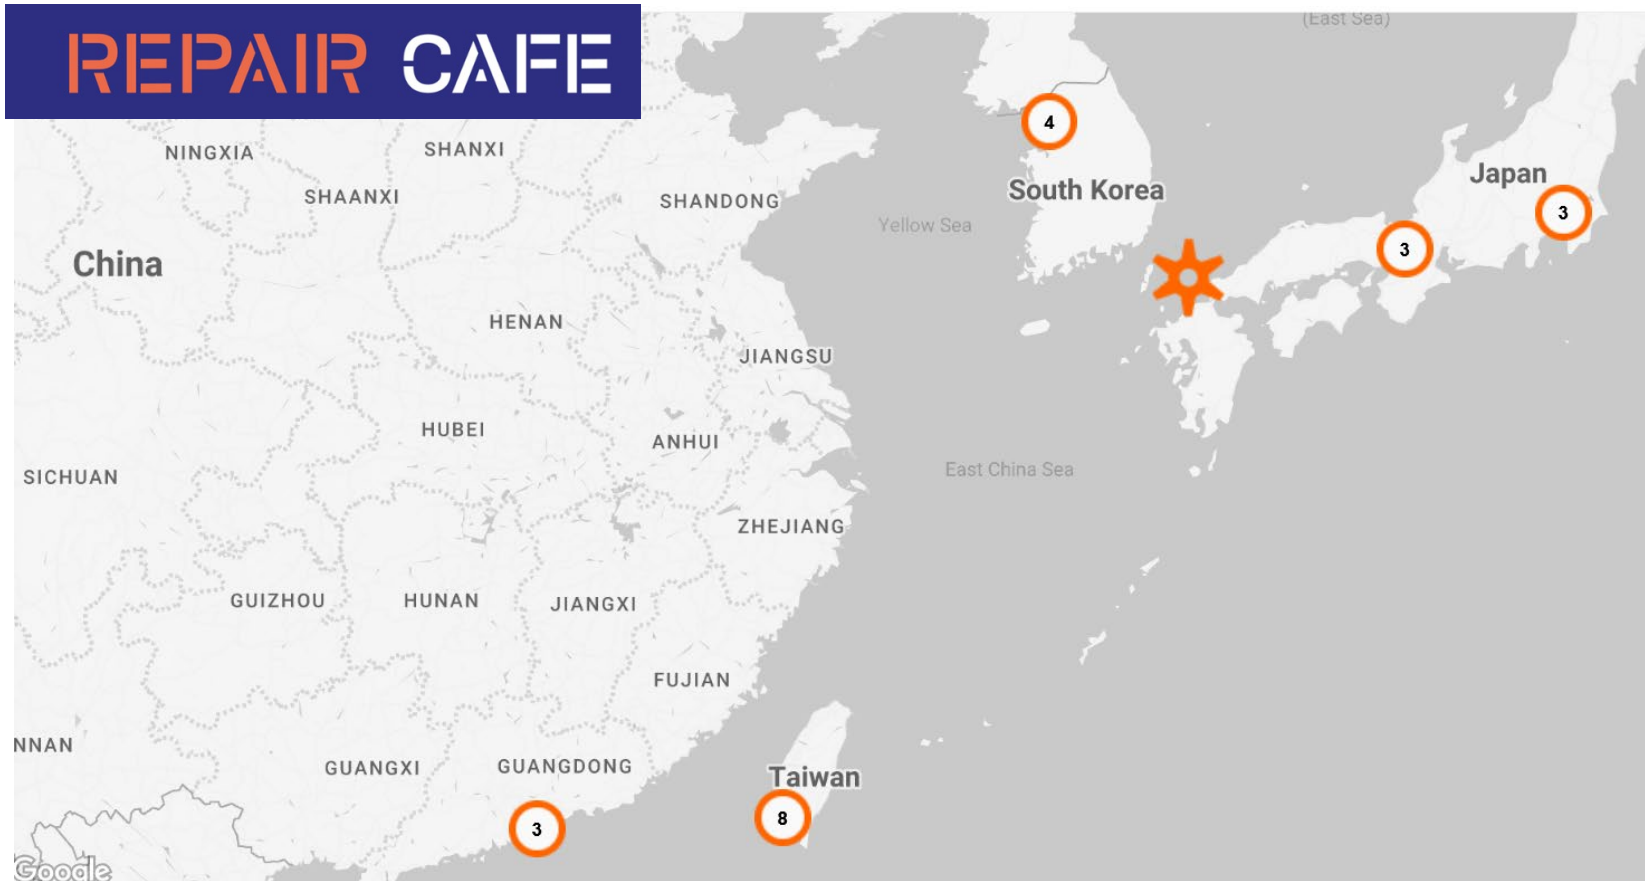 REPAIR CAFE
(East Sea)
4
NINGXIA
SHANXI
SHAANXI
SHANDONG
South Korea
Japan
3
Yellow Sea
3
China
HENAN
JIANGSU
HUBEI
ANHUI
SICHUAN
East China Sea
ZHEJIANG
GUIZHOU
HUNAN
JIANGXI
FUJIAN
NNAN
GUANGXI
GUANGDONG
Taiwan
8
3
Google